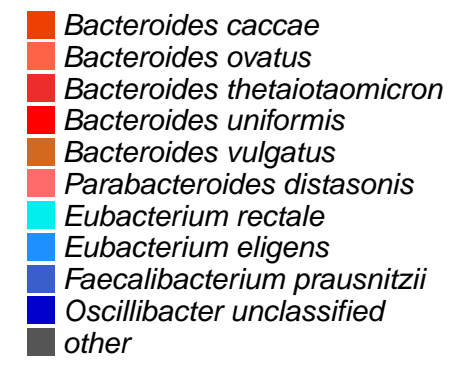 Bacteroides caccae
Bacteroides ovatus
Bacteroides thetaiotaomicron
Bacteroides uniformis
Bacteroides vulgatus
Parabacteroides distasonis
Eubacterium rectale
Eubacterium eligens
Faecalibacterium prausnitzii
Oscillibacter unclassified
other